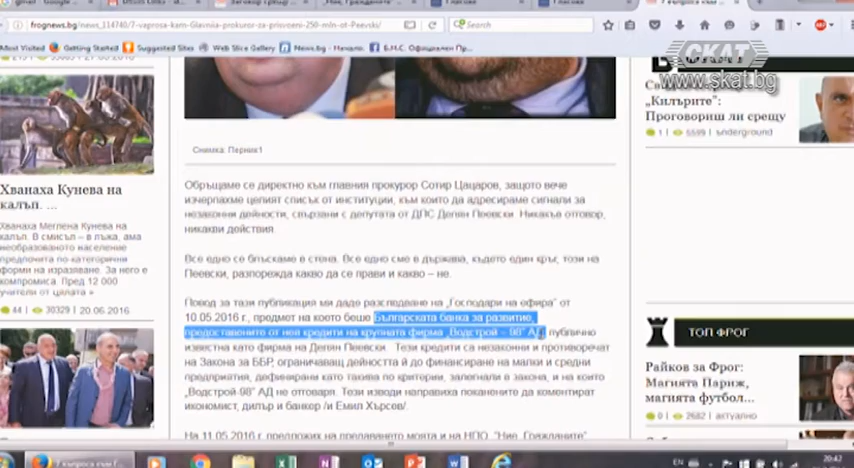 frognews.bg/news_114740/7-vaprosa-kam-Glavnia-prokuror-za-prisvoeni-250-mln-ot-Peevski/
Search
Most Visited
Getting Started
Suggested Sites
Web Slice Gallery
News.bg - Начало
СКАТ
www.skat.bg
„Килърите“:
Проговориш ли срещу
1 | 5599 | underground
Снимка: Перник1
Обръщаме се директно към главния прокурор Сотир Цацаров, защото вече
изчерпахме целият списък от институции, към които да адресираме сигнали за
незаконни дейности, свързани с депутата от ДПС Делян Пеевски. Никакъв отговор,
никакви действия
Все едно се блъскаме в стена. Все едно сме в държава, където един кръг, този на
Пеевски, разпорежда какво да се прави и какво – не.
Повод за тази публикация ми даде разследване на „Господари на ефира“ от
10.05.2016 г., предмет на което беше Българската банка за развитие,
предоставените от нея кредити на крупната фирма „Водстрой – 98“ АД, публично
известна като фирма на Делян Пеевски. Тези кредити са незаконни и противоречат
на Закона за ББР, ограничаващ дейността ѝ до финансиране на малки и средни
предприятия, дефинирани като такива по критерии, залегнали в закона, и на които
„Водстрой-98“ АД не отговаря. Тези изводи направиха поканените да коментират
икономист, дилър и банкер /и Емил Хърсев/.
На 11.05.2016 предложих на предаването моята и на НПО „Ние, Гражданите“
Хванаха Кунева на
калъп. ...
Хванаха Меглена Кунева на
калъп. В смисъл – в лъжа, ама
необразованото население
предпочита по категорични
форми на изразяване. За него е
компромиса. Пред 12 000
учители от цялата »
44 | 30329 | 20.06.2016
ТОП ФРОГ
Райков за Фрог:
Магията Париж,
магията футбол...
0 | 2682 | актуално
EN
20:42